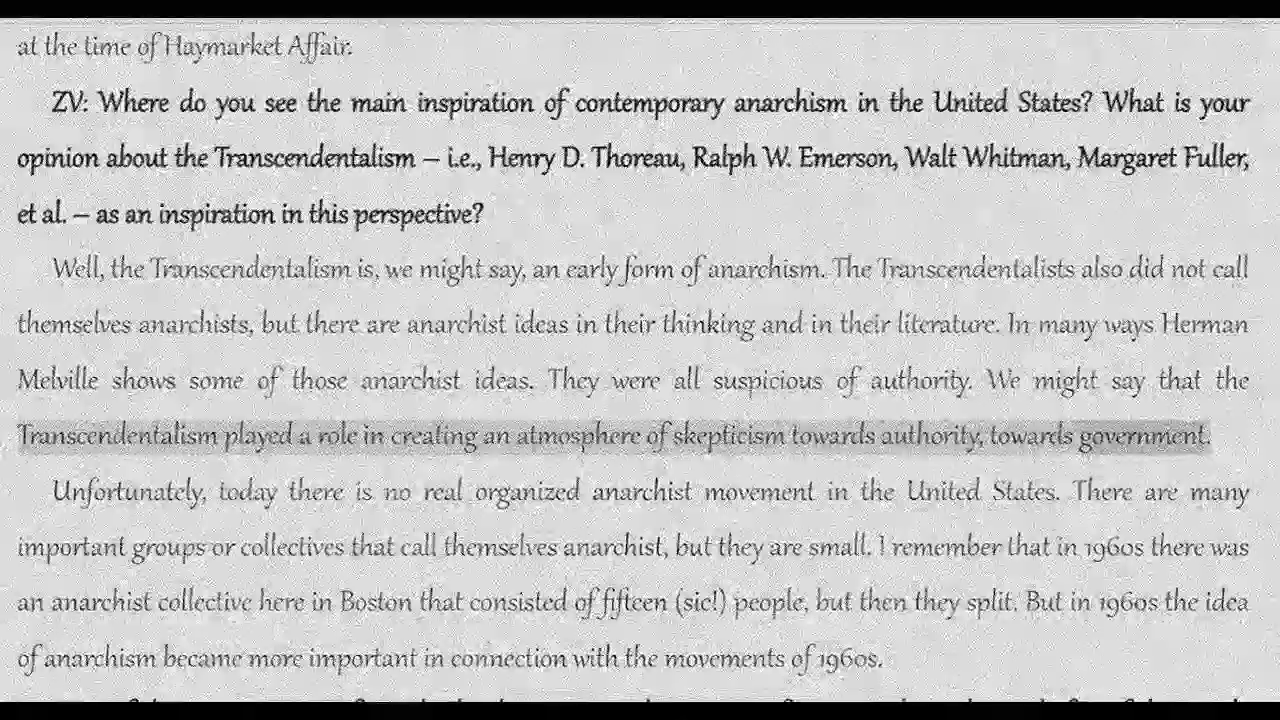 at the time of Haymarket Affair.
ZV: Where do you see the main inspiration of contemporary anarchism in the United States? What is your
opinion about the Transcendentalism – i.e., Henry D. Thoreau, Ralph W. Emerson, Walt Whitman, Margaret Fuller,
et al. – as an inspiration in this perspective?
Well, the Transcendentalism is, we might say, an early form of anarchism. The Transcendentalists also did not call
themselves anarchists, but there are anarchist ideas in their thinking and in their literature. In many ways Herman
Melville shows some of those anarchist ideas. They were all suspicious of authority. We might say that the
Transcendentalism played a role in creating an atmosphere of skepticism towards authority, towards government.
Unfortunately, today there is no real organized anarchist movement in the United States. There are many
important groups or collectives that call themselves anarchist, but they are small. I remember that in 1960s there was
an anarchist collective here in Boston that consisted of fifteen (sic!) people, but then they split. But in 1960s the idea
of anarchism became more important in connection with the movements of 1960s.